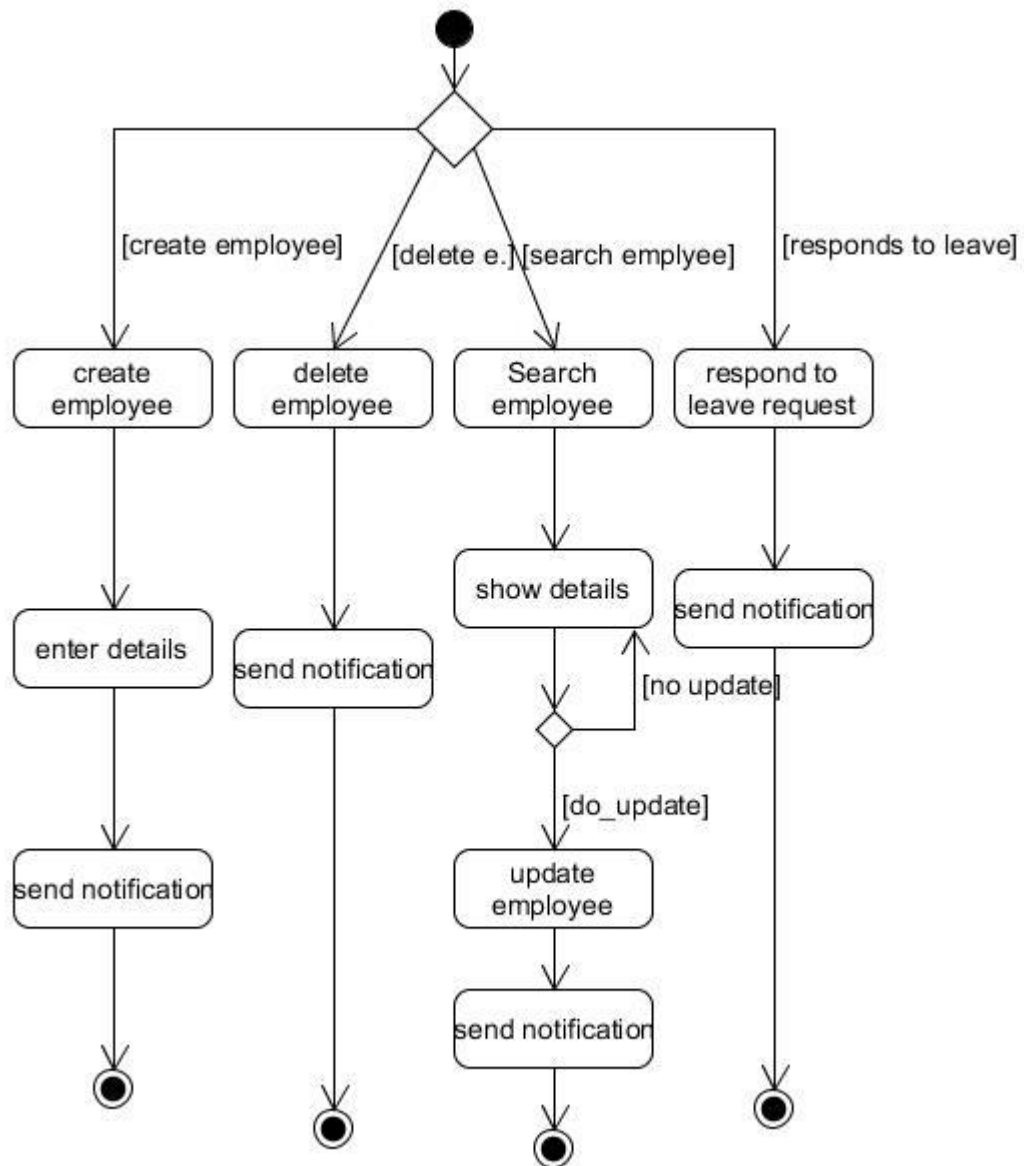 [create employee]
[delete e.]
[search emplyee]
[responds to leave]
create
employee
delete
employee
Search
employee
respond to
leave request
show details
send notification
enter details
send notification
[no update]
[do_update]
update
employee
send notification
send notification